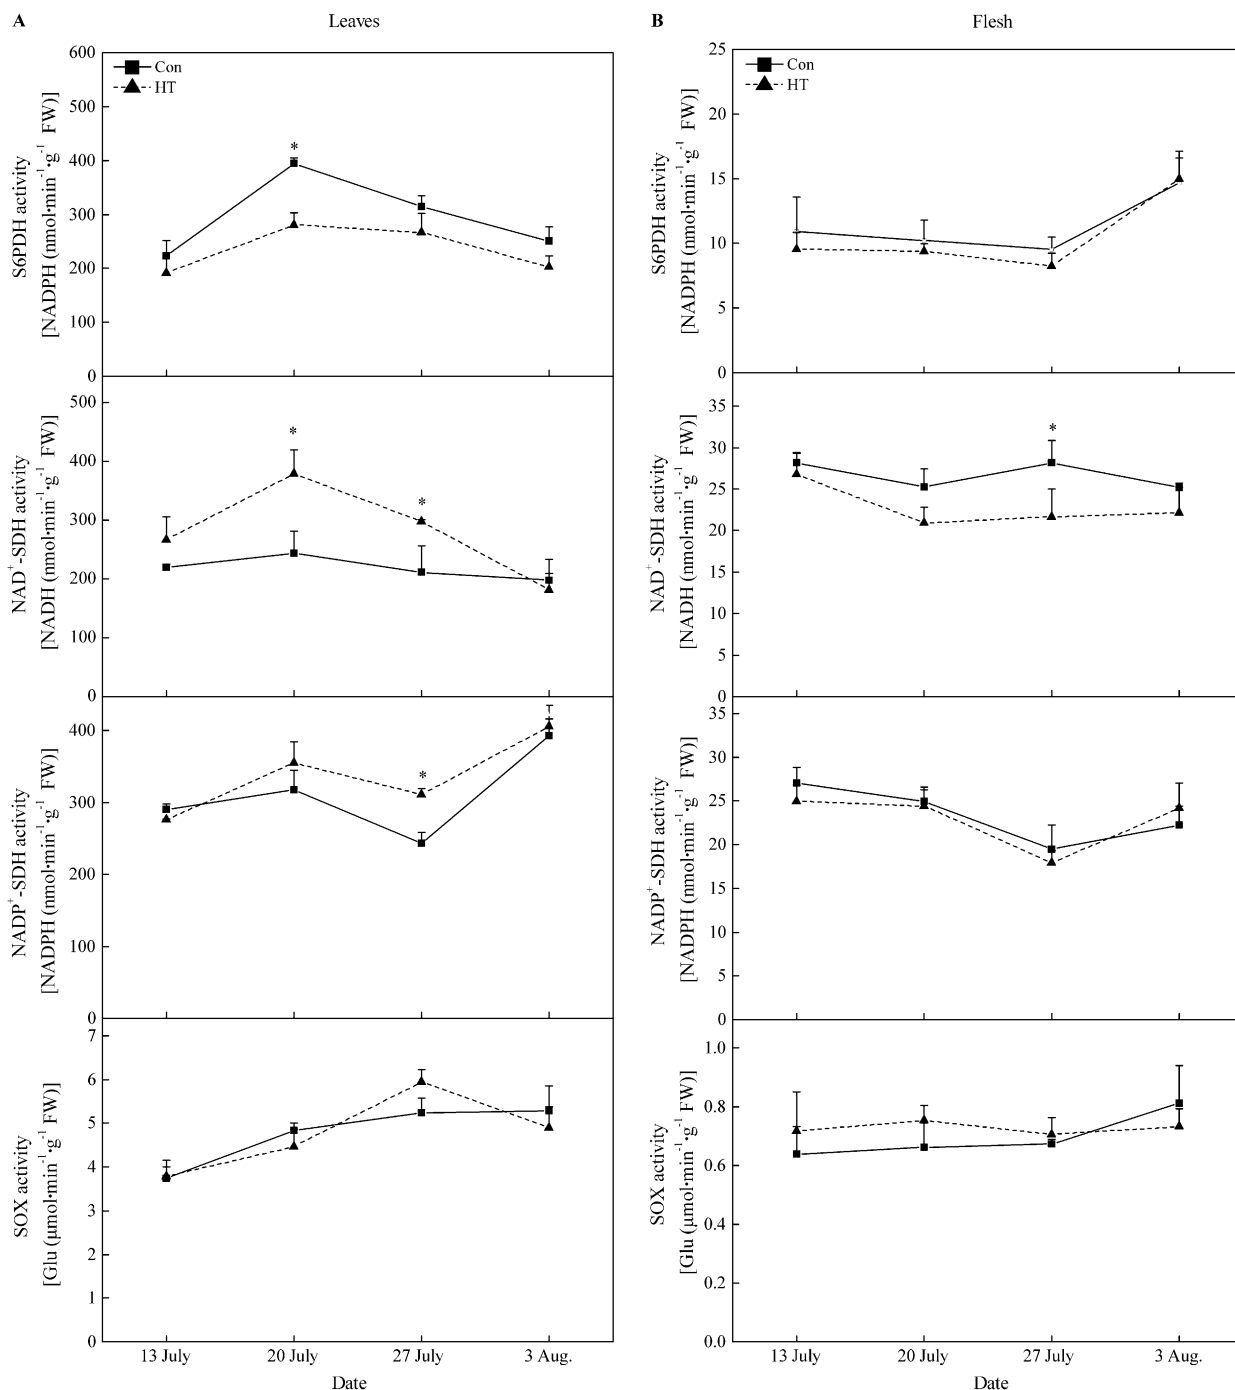 A
Leaves
Con
HT
600
500
400
300
200
100
0
S6PDH activity
[NADPH (nmol·min⁻¹·g⁻¹ FW)]
*
500
400
300
200
100
0
NAD⁺-SDH activity
[NADH (nmol·min⁻¹·g⁻¹ FW)]
*
*
400
300
200
100
0
NADP⁺-SDH activity
[NADPH (nmol·min⁻¹·g⁻¹ FW)]
*
7
6
5
4
3
2
1
0
SOX activity
[Glu (μmol·min⁻¹·g⁻¹ FW)]
13 July
20 July
27 July
3 Aug.
Date
B
Flesh
Con
HT
25
20
15
10
5
0
S6PDH activity
[NADPH (nmol·min⁻¹·g⁻¹ FW)]
35
30
25
20
15
10
5
0
NAD⁺-SDH activity
[NADH (nmol·min⁻¹·g⁻¹ FW)]
*
35
30
25
20
15
10
5
0
NADP⁺-SDH activity
[NADPH (nmol·min⁻¹·g⁻¹ FW)]
1.0
0.8
0.6
0.4
0.2
0.0
SOX activity
[Glu (μmol·min⁻¹·g⁻¹ FW)]
13 July
20 July
27 July
3 Aug.
Date